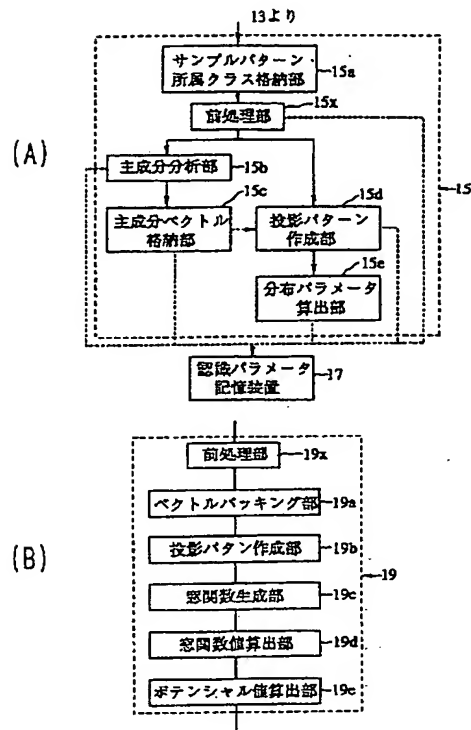 13より
サンプルパターン
所属クラス格納部
15a
前処理部
15x
(A)
主成分分析部
15b
15c
15d
15
主成分ベクトル
格納部
投影パターン
作成部
15e
分布パラメータ
算出部
認識パラメータ
記憶装置
17
前処理部
19x
ベクトルパッキング部
19a
(B)
投影パタン作成部
19b
19
窓関数生成部
19c
窓関数値算出部
19d
ポテンシャル値算出部
19e